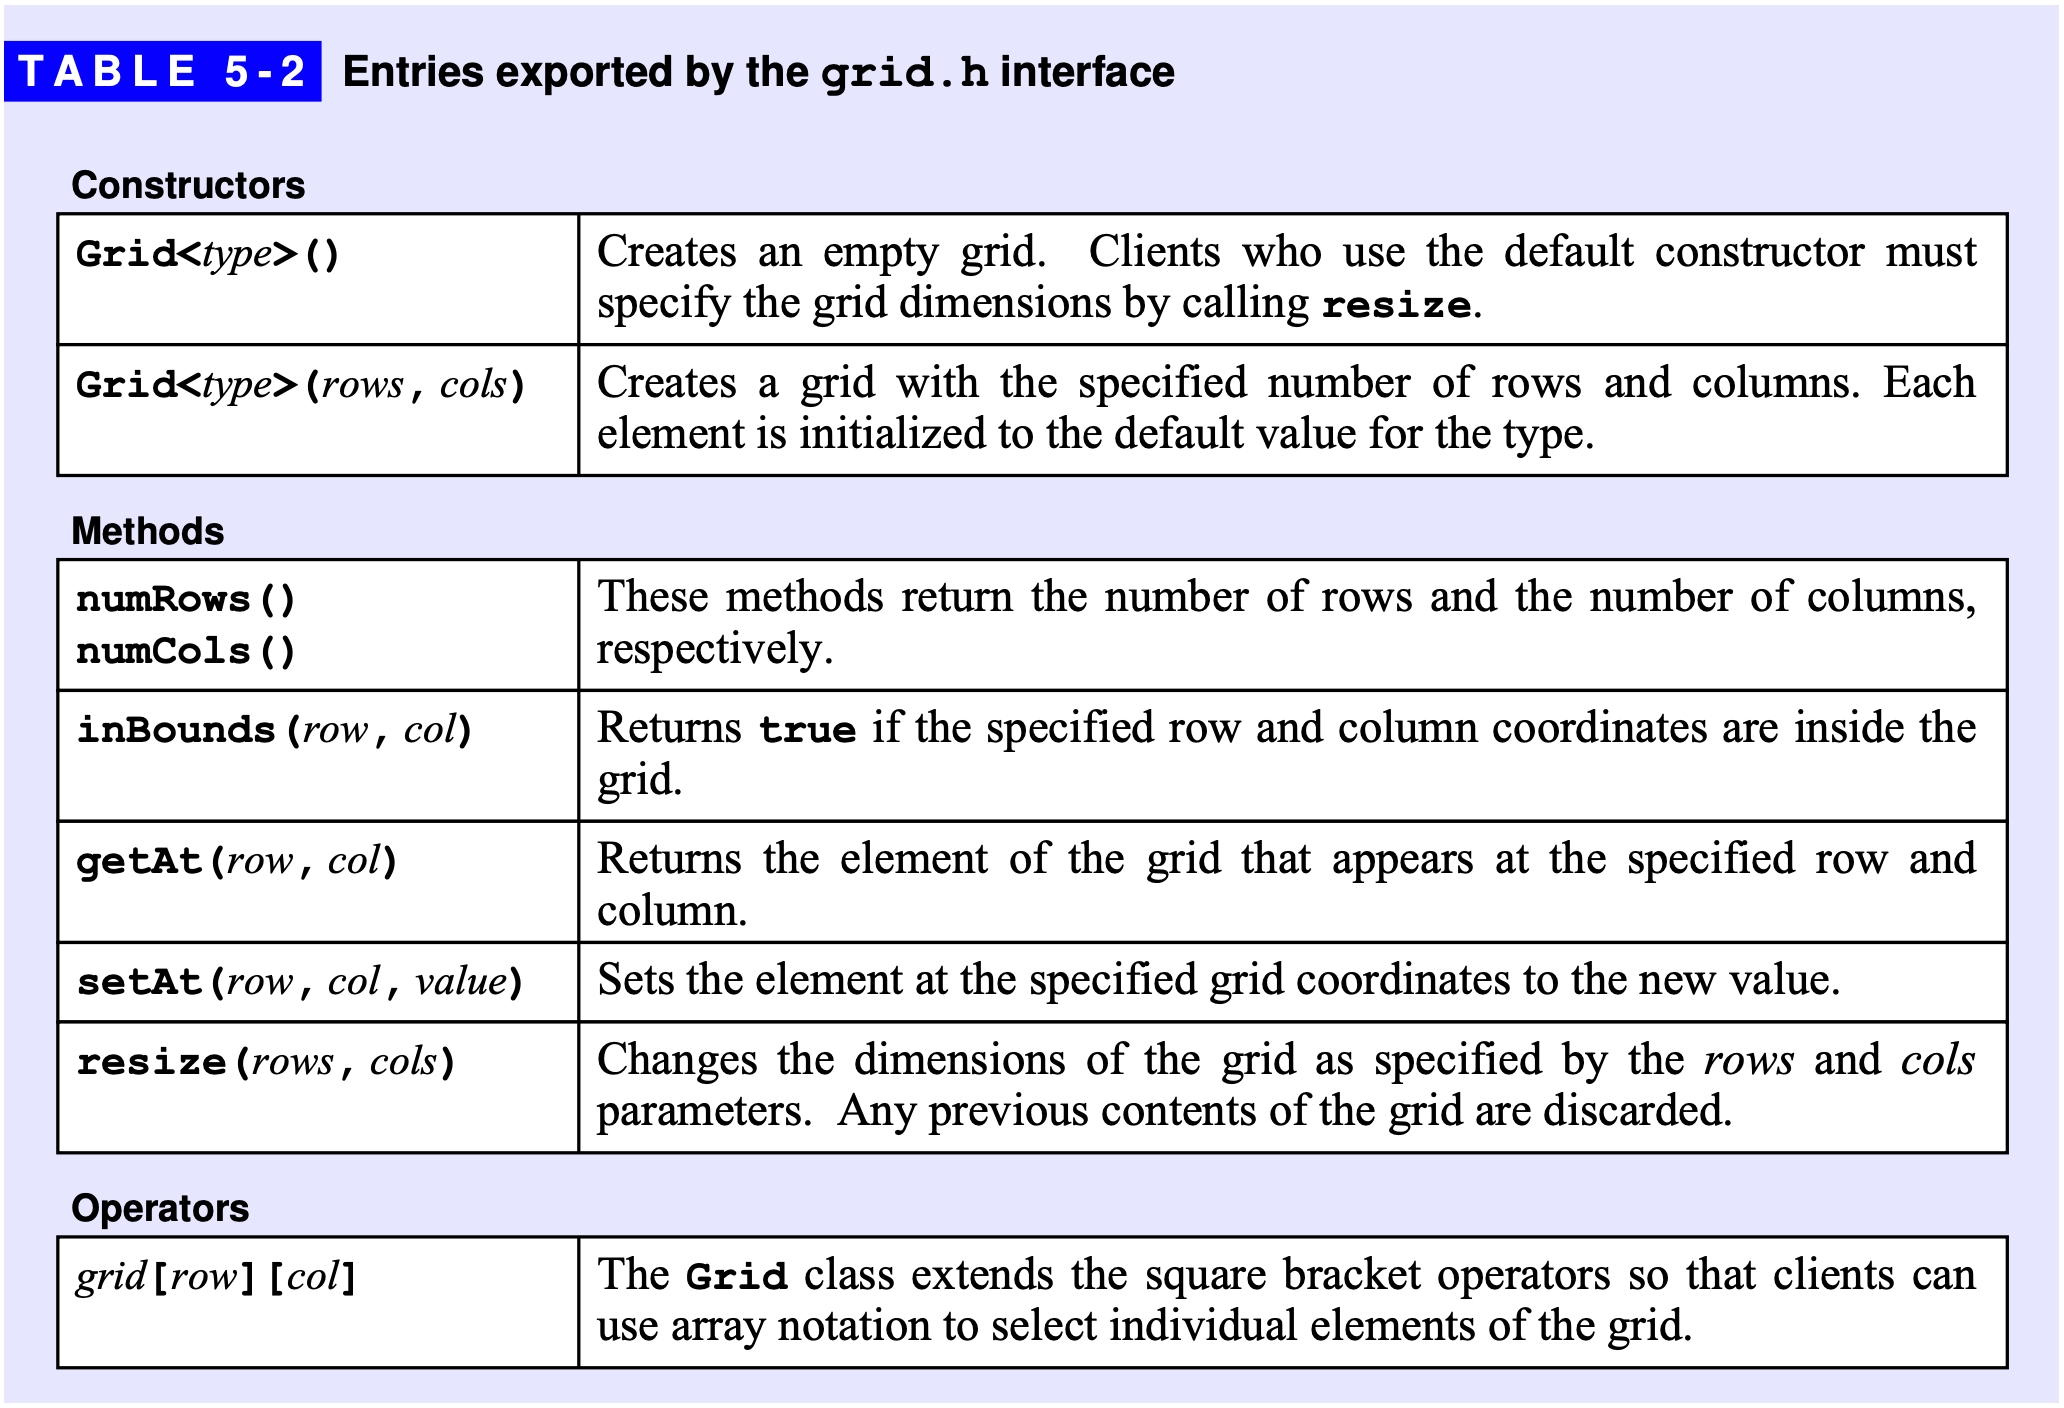 TABLE 5-2 Entries exported by the grid.h interface
Constructors
Grid<type>() Creates an empty grid. Clients who use the default constructor must
specify the grid dimensions by calling resize.
Grid<type>(rows, cols) Creates a grid with the specified number of rows and columns. Each
element is initialized to the default value for the type.
Methods
numRows() These methods return the number of rows and the number of columns,
numCols() respectively.
inBounds(row, col) Returns true if the specified row and column coordinates are inside the
grid.
getAt(row, col) Returns the element of the grid that appears at the specified row and
column.
setAt(row, col, value) Sets the element at the specified grid coordinates to the new value.
resize(rows, cols) Changes the dimensions of the grid as specified by the rows and cols
parameters. Any previous contents of the grid are discarded.
Operators
grid[row][col] The Grid class extends the square bracket operators so that clients can
use array notation to select individual elements of the grid.